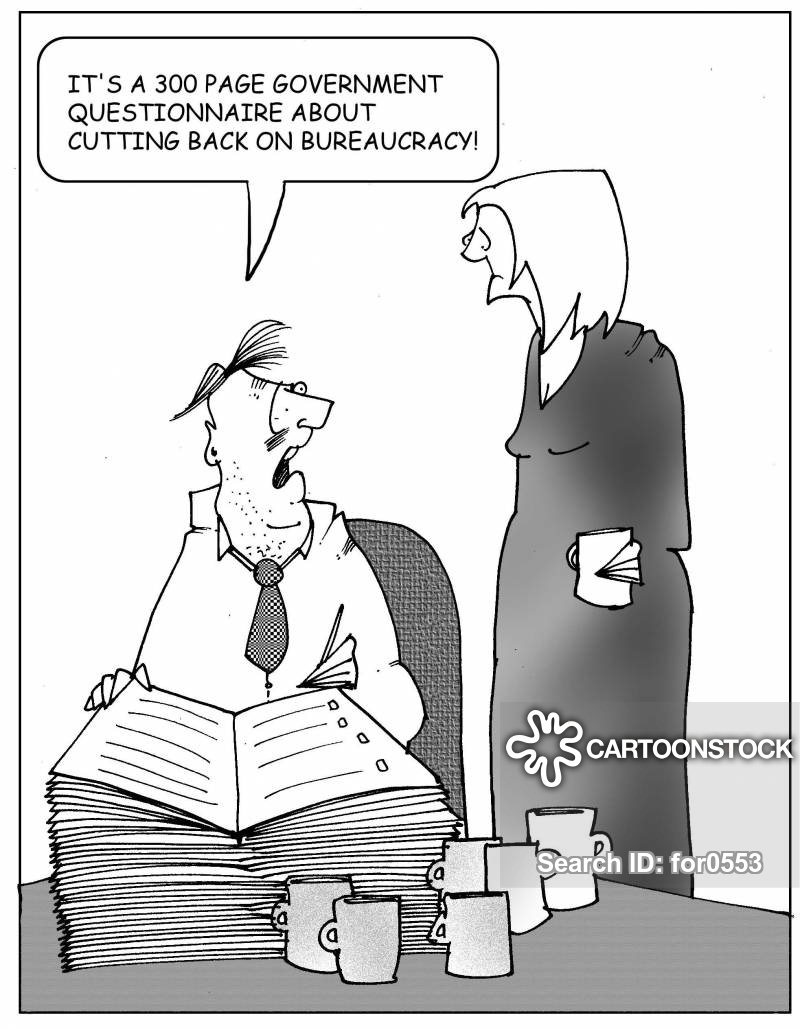 IT'S A 300 PAGE GOVERNMENT
QUESTIONNAIRE ABOUT
CUTTING BACK ON BUREAUCRACY!
CARTOONSTOCK
Search ID: for0553